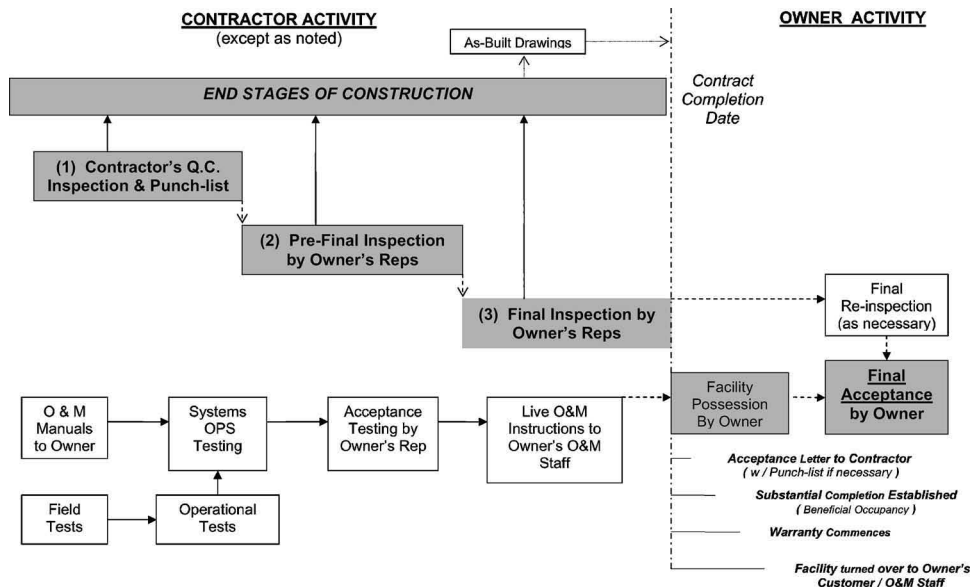 CONTRACTOR ACTIVITY
(except as noted)
OWNER ACTIVITY
As-Built Drawings
END STAGES OF CONSTRUCTION
Contract
Completion
Date
(1) Contractor's Q.C.
Inspection & Punch-list
(2) Pre-Final Inspection
by Owner's Reps
(3) Final Inspection by
Owner's Reps
Final
Re-inspection
(as necessary)
O & M
Manuals
to Owner
Systems
OPS
Testing
Acceptance
Testing by
Owner's Rep
Live O&M
Instructions to
Owner's O&M
Staff
Facility
Possession
By Owner
Final
Acceptance
by Owner
Field
Tests
Operational
Tests
Acceptance Letter to Contractor
( w / Punch-list if necessary )
Substantial Completion Established
( Beneficial Occupancy )
Warranty Commences
Facility turned over to Owner's
Customer / O&M Staff